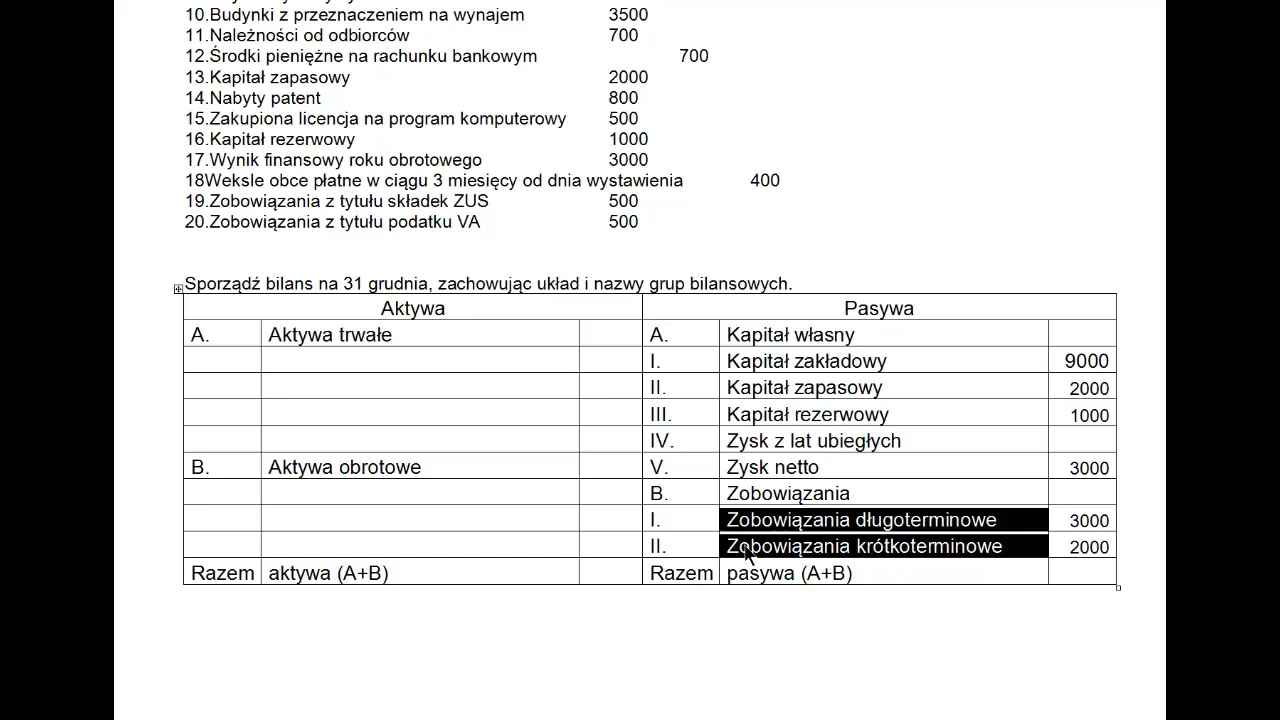 10.Budynki z przeznaczeniem na wynajem 3500
11.Należności od odbiorców 700
12.Środki pieniężne na rachunku bankowym 700
13.Kapitał zapasowy 2000
14.Nabyty patent 800
15.Zakupiona licencja na program komputerowy 500
16.Kapitał rezerwowy 1000
17.Wynik finansowy roku obrotowego 3000
18Weksle obce płatne w ciągu 3 miesięcy od dnia wystawienia 400
19.Zobowiązania z tytułu składek ZUS 500
20.Zobowiązania z tytułu podatku VA 500
Sporządź bilans na 31 grudnia, zachowując układ i nazwy grup bilansowych.
Aktywa Pasywa
A. Aktywa trwałe A. Kapitał własny
I. Kapitał zakładowy 9000
II. Kapitał zapasowy 2000
III. Kapitał rezerwowy 1000
IV. Zysk z lat ubiegłych
B. Aktywa obrotowe V. Zysk netto 3000
B. Zobowiązania
I. Zobowiązania długoterminowe 3000
II. Zobowiązania krótkoterminowe 2000
Razem aktywa (A+B) Razem pasywa (A+B)